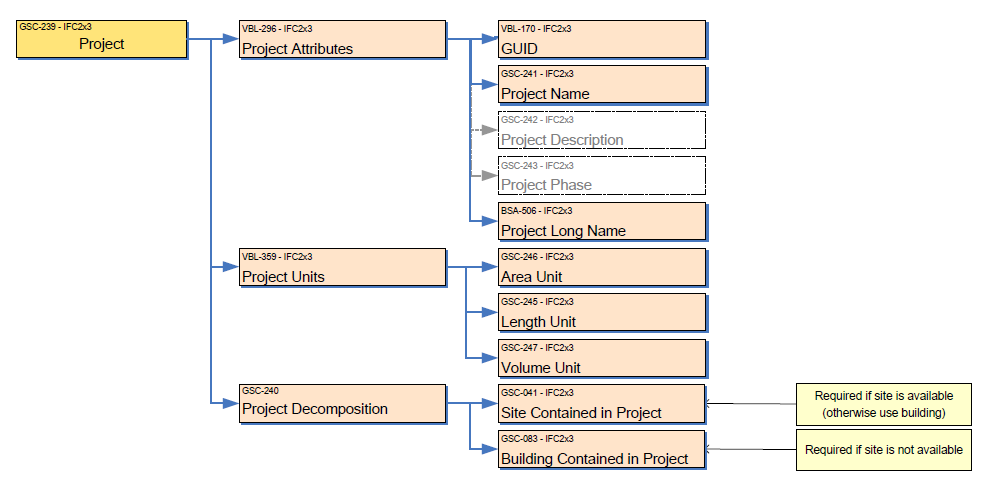 GSC-239 - IFC2x3
Project
VBL-296 - IFC2x3
Project Attributes
VBL-170 - IFC2x3
GUID
GSC-241 - IFC2x3
Project Name
GSC-242 - IFC2x3
Project Description
GSC-243 - IFC2x3
Project Phase
BSA-506 - IFC2x3
Project Long Name
VBL-359 - IFC2x3
Project Units
GSC-246 - IFC2x3
Area Unit
GSC-245 - IFC2x3
Length Unit
GSC-247 - IFC2x3
Volume Unit
GSC-240
Project Decomposition
GSC-041 - IFC2x3
Site Contained in Project
Required if site is available
(otherwise use building)
GSC-083 - IFC2x3
Building Contained in Project
Required if site is not available